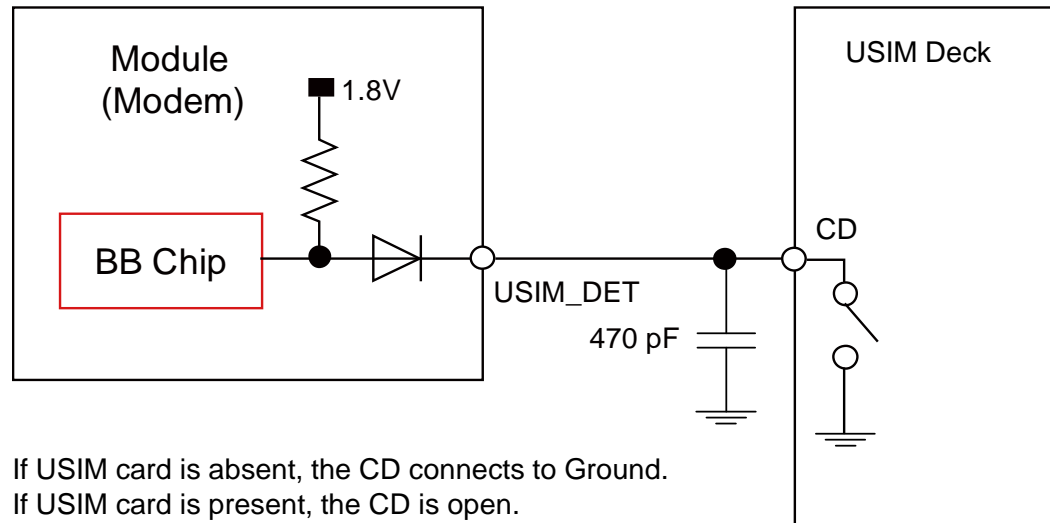 Module
(Modem)
1.8V
USIM Deck
BB Chip
CD
USIM_DET
470 pF
If USIM card is absent, the CD connects to Ground.
If USIM card is present, the CD is open.